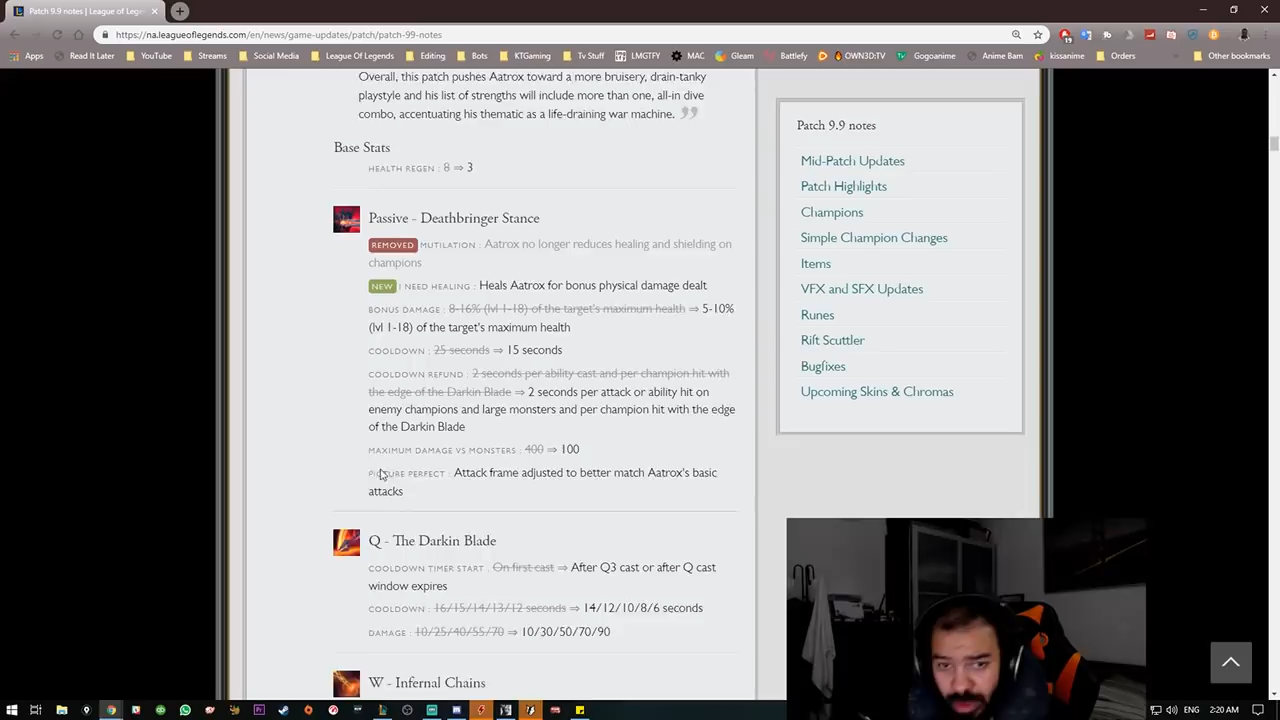 Patch 9.9 notes | League of Lege
https://na.leagueoflegends.com/en/news/game-updates/patch/patch-99-notes
Apps
Read It Later
YouTube
Streams
Social Media
League Of Legends
Editing
Bots
KTGaming
Tv Stuff
LMGTFY
MAC
Gleam
Battlefy
OWN3D:TV
Gogoanime
Anime Bam
kissanime
Orders
Other bookmarks
Overall, this patch pushes Aatrox toward a more bruisery, drain-tanky
playstyle and his list of strengths will include more than one, all-in dive
combo, accentuating his thematic as a life-draining war machine. ”
Base Stats
HEALTH REGEN : 8 ⇒ 3
Passive - Deathbringer Stance
REMOVED MUTILATION : Aatrox no longer reduces healing and shielding on
champions
NEW I NEED HEALING : Heals Aatrox for bonus physical damage dealt
BONUS DAMAGE : 8-16% (lvl 1-18) of the target's maximum health ⇒ 5-10%
(lvl 1-18) of the target's maximum health
COOLDOWN : 25 seconds ⇒ 15 seconds
COOLDOWN REFUND : 2 seconds per ability cast and per champion hit with
the edge of the Darkin Blade ⇒ 2 seconds per attack or ability hit on
enemy champions and large monsters and per champion hit with the edge
of the Darkin Blade
MAXIMUM DAMAGE VS MONSTERS : 400 ⇒ 100
PICTURE PERFECT : Attack frame adjusted to better match Aatrox's basic
attacks
Q - The Darkin Blade
COOLDOWN TIMER START : On first cast ⇒ After Q3 cast or after Q cast
window expires
COOLDOWN : 16/15/14/13/12 seconds ⇒ 14/12/10/8/6 seconds
DAMAGE : 10/25/40/55/70 ⇒ 10/30/50/70/90
W - Infernal Chains
Patch 9.9 notes
Mid-Patch Updates
Patch Highlights
Champions
Simple Champion Changes
Items
VFX and SFX Updates
Runes
Rift Scuttler
Bugfixes
Upcoming Skins & Chromas
ENG
2:20 AM